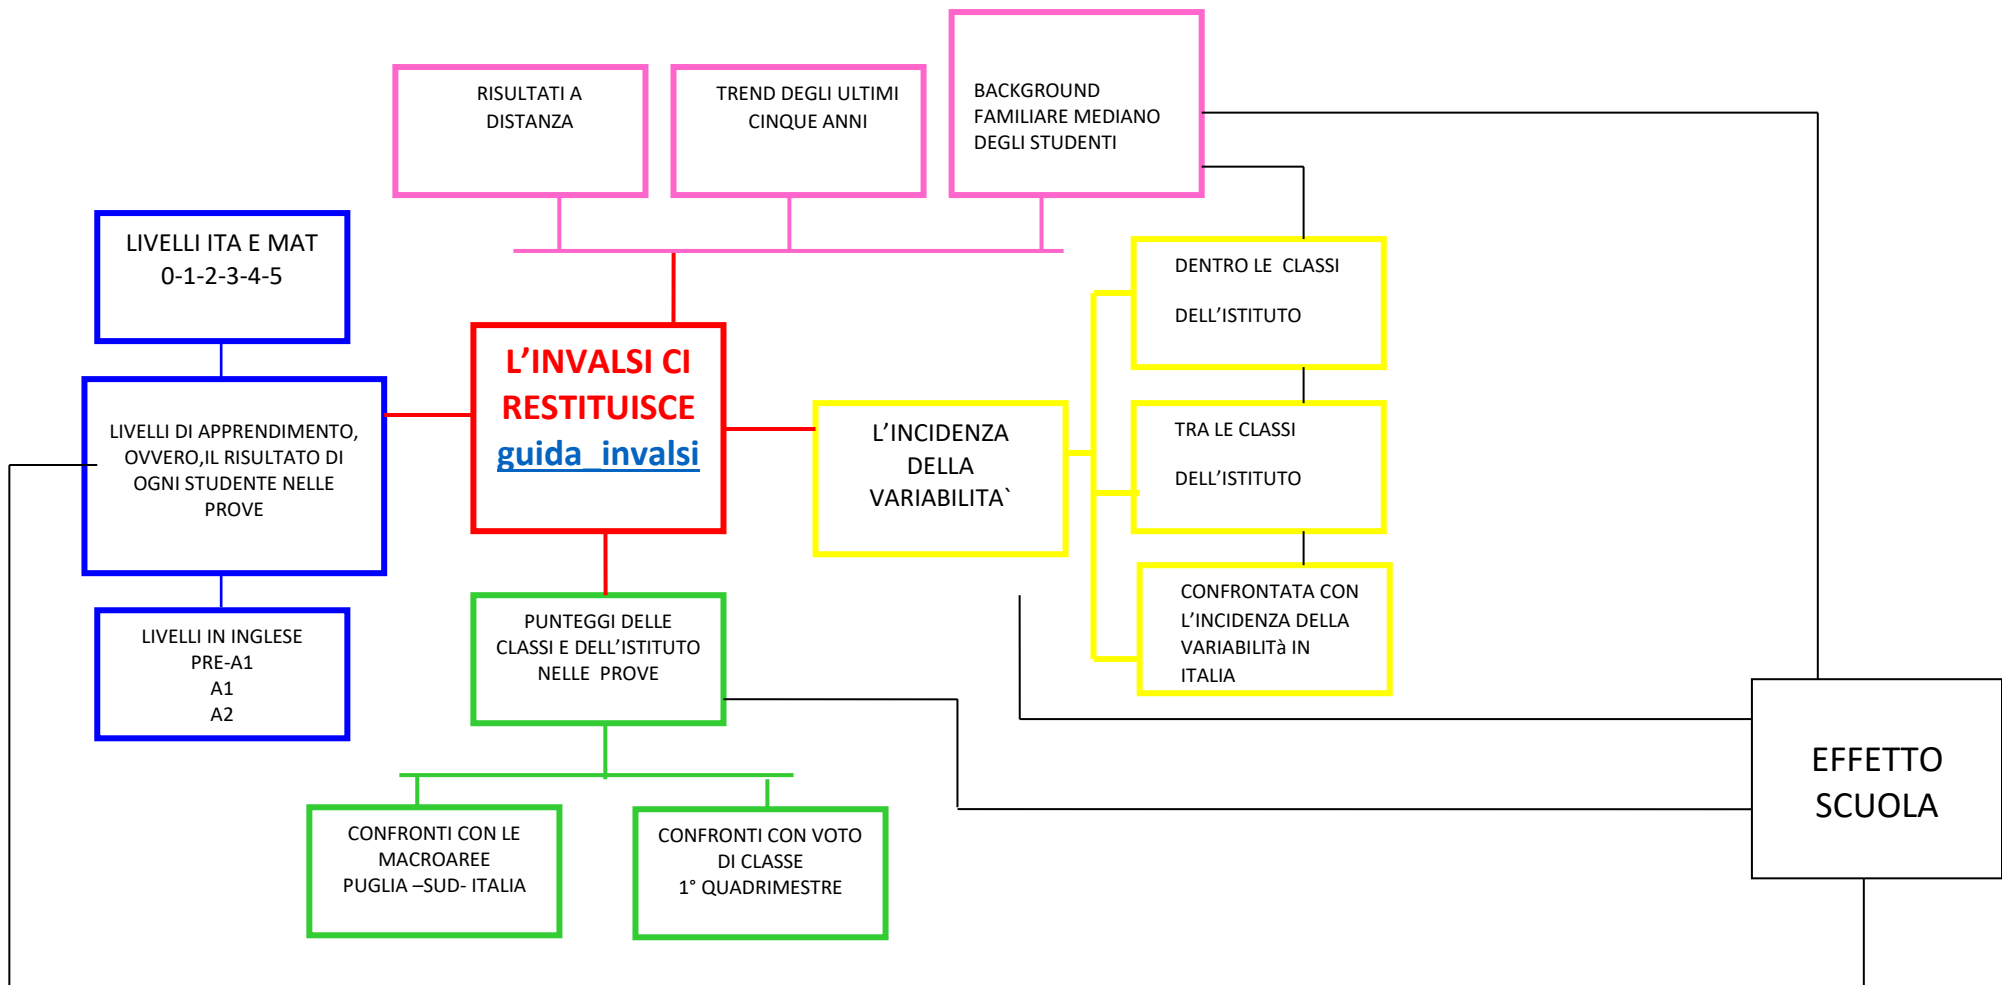 RISULTATI A
DISTANZA
TREND DEGLI ULTIMI
CINQUE ANNI
BACKGROUND
FAMILIARE MEDIANO
DEGLI STUDENTI
LIVELLI ITA E MAT
0-1-2-3-4-5
LIVELLI DI APPRENDIMENTO,
OVVERO,IL RISULTATO DI
OGNI STUDENTE NELLE
PROVE
LIVELLI IN INGLESE
PRE-A1
A1
A2
L’INVALSI CI
RESTITUISCE
guida_invalsi
L’INCIDENZA
DELLA
VARIABILITA`
DENTRO LE  CLASSI
DELL’ISTITUTO
TRA LE CLASSI
DELL’ISTITUTO
CONFRONTATA CON
L’INCIDENZA DELLA
VARIABILITà IN
ITALIA
PUNTEGGI DELLE
CLASSI E DELL’ISTITUTO
NELLE  PROVE
CONFRONTI CON LE
MACROAREE
PUGLIA –SUD- ITALIA
CONFRONTI CON VOTO
DI CLASSE
1° QUADRIMESTRE
EFFETTO
SCUOLA